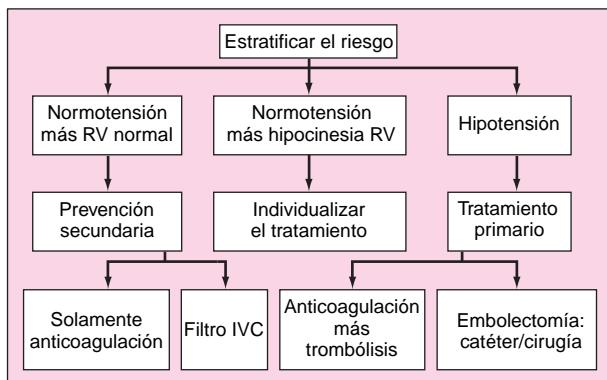 Estratificar el riesgo
Normotensión
más RV normal
Normotensión
más hipocinesia RV
Hipotensión
Prevención
secundaria
Individualizar
el tratamiento
Tratamiento
primario
Solamente
anticoagulación
Filtro IVC
Anticoagulación
más
trombólisis
Embolectomía:
catéter/cirugía